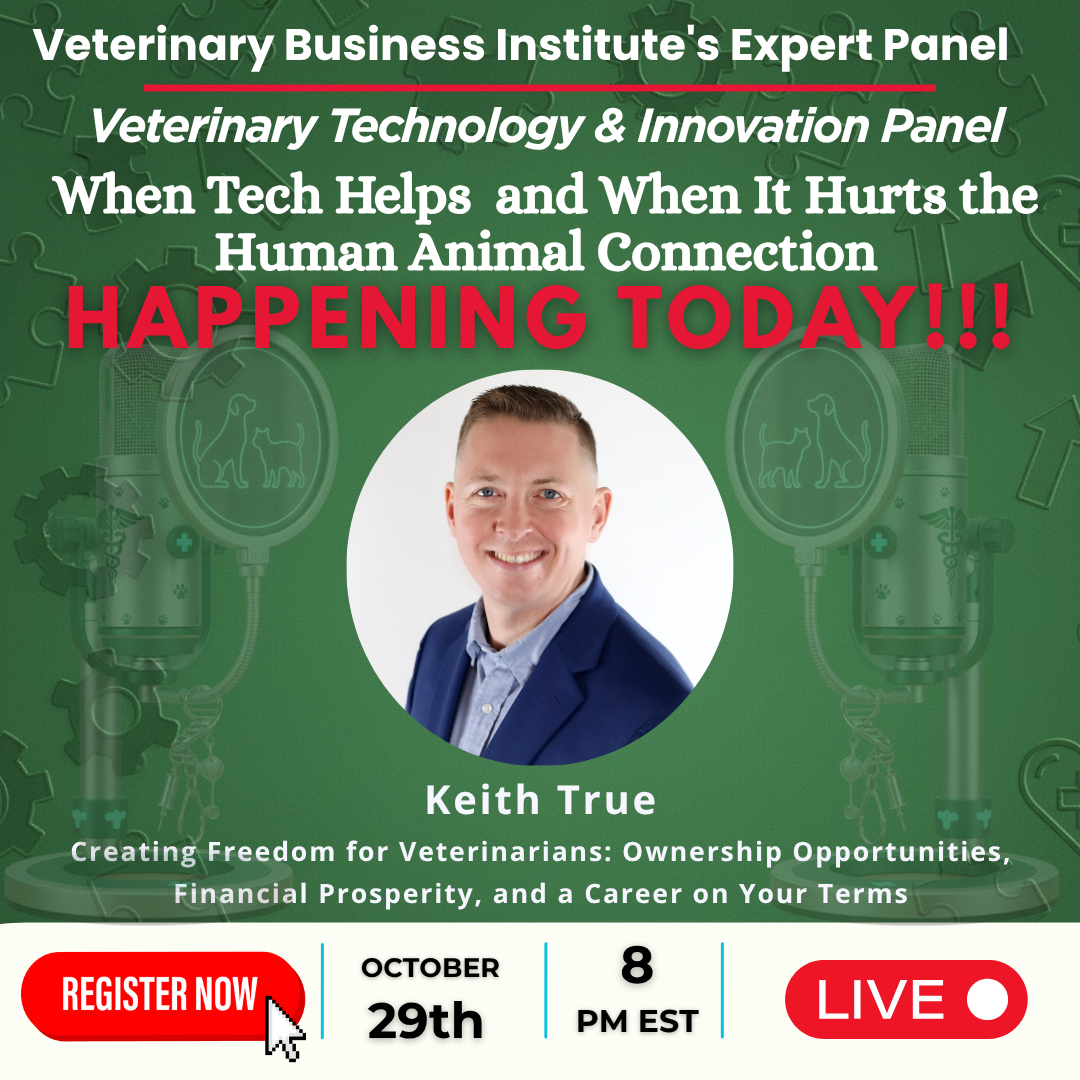 Veterinary Business Institute's Expert Panel
Veterinary Technology & Innovation Panel
When Tech Helps and When It Hurts the
Human Animal Connection
HAPPENING TODAY!!!
Keith True
Creating Freedom for Veterinarians: Ownership Opportunities,
Financial Prosperity, and a Career on Your Terms
REGISTER NOW
OCTOBER
29th
8
PM EST
LIVE